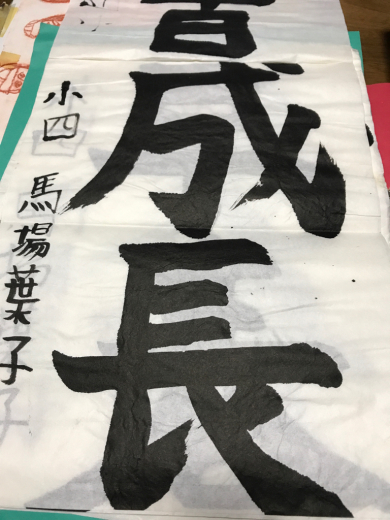 成長
小四 馬場葉子